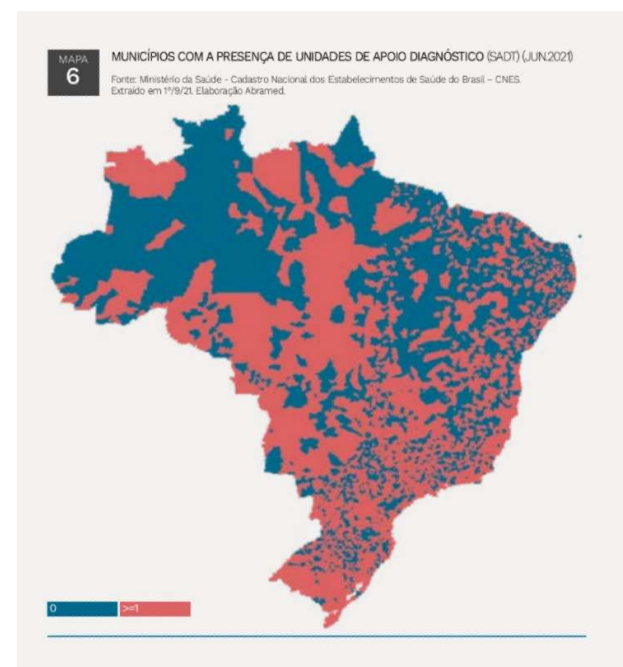 MAPA
6
MUNICÍPIOS COM A PRESENÇA DE UNIDADES DE APOIO DIAGNÓSTICO (SADT) (JUN.2021)
Fonte: Ministério da Saúde - Cadastro Nacional dos Estabelecimentos de Saúde do Brasil – CNES.
Extraído em 1º/9/21. Elaboração Abramed.
0
>=1